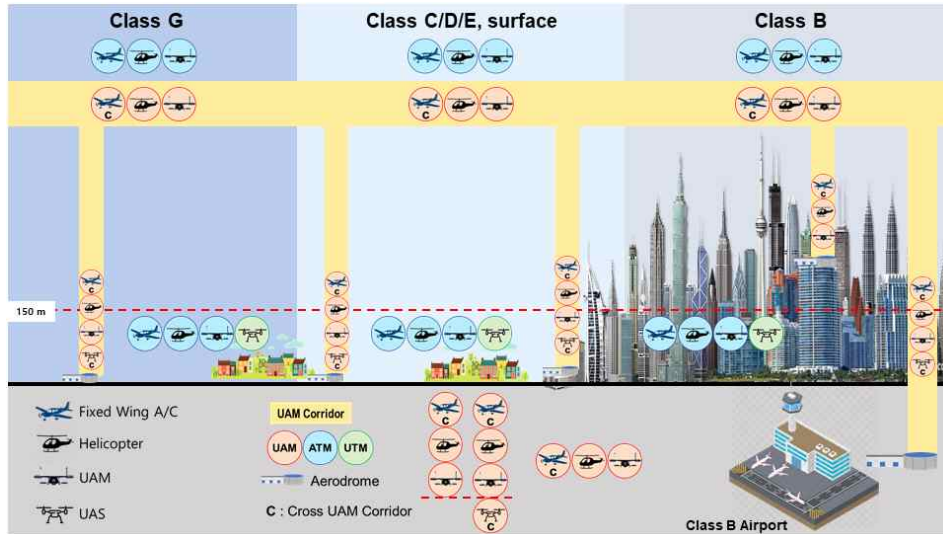 Class G
Class C/D/E, surface
Class B
C
C
C
C
C
C
C
C
C
C
C
C
C
150 m
C
C
C
C
Fixed Wing A/C
Helicopter
UAM
UAS
UAM Corridor
UAM ATM UTM
Aerodrome
C : Cross UAM Corridor
C C
C
C
Class B Airport